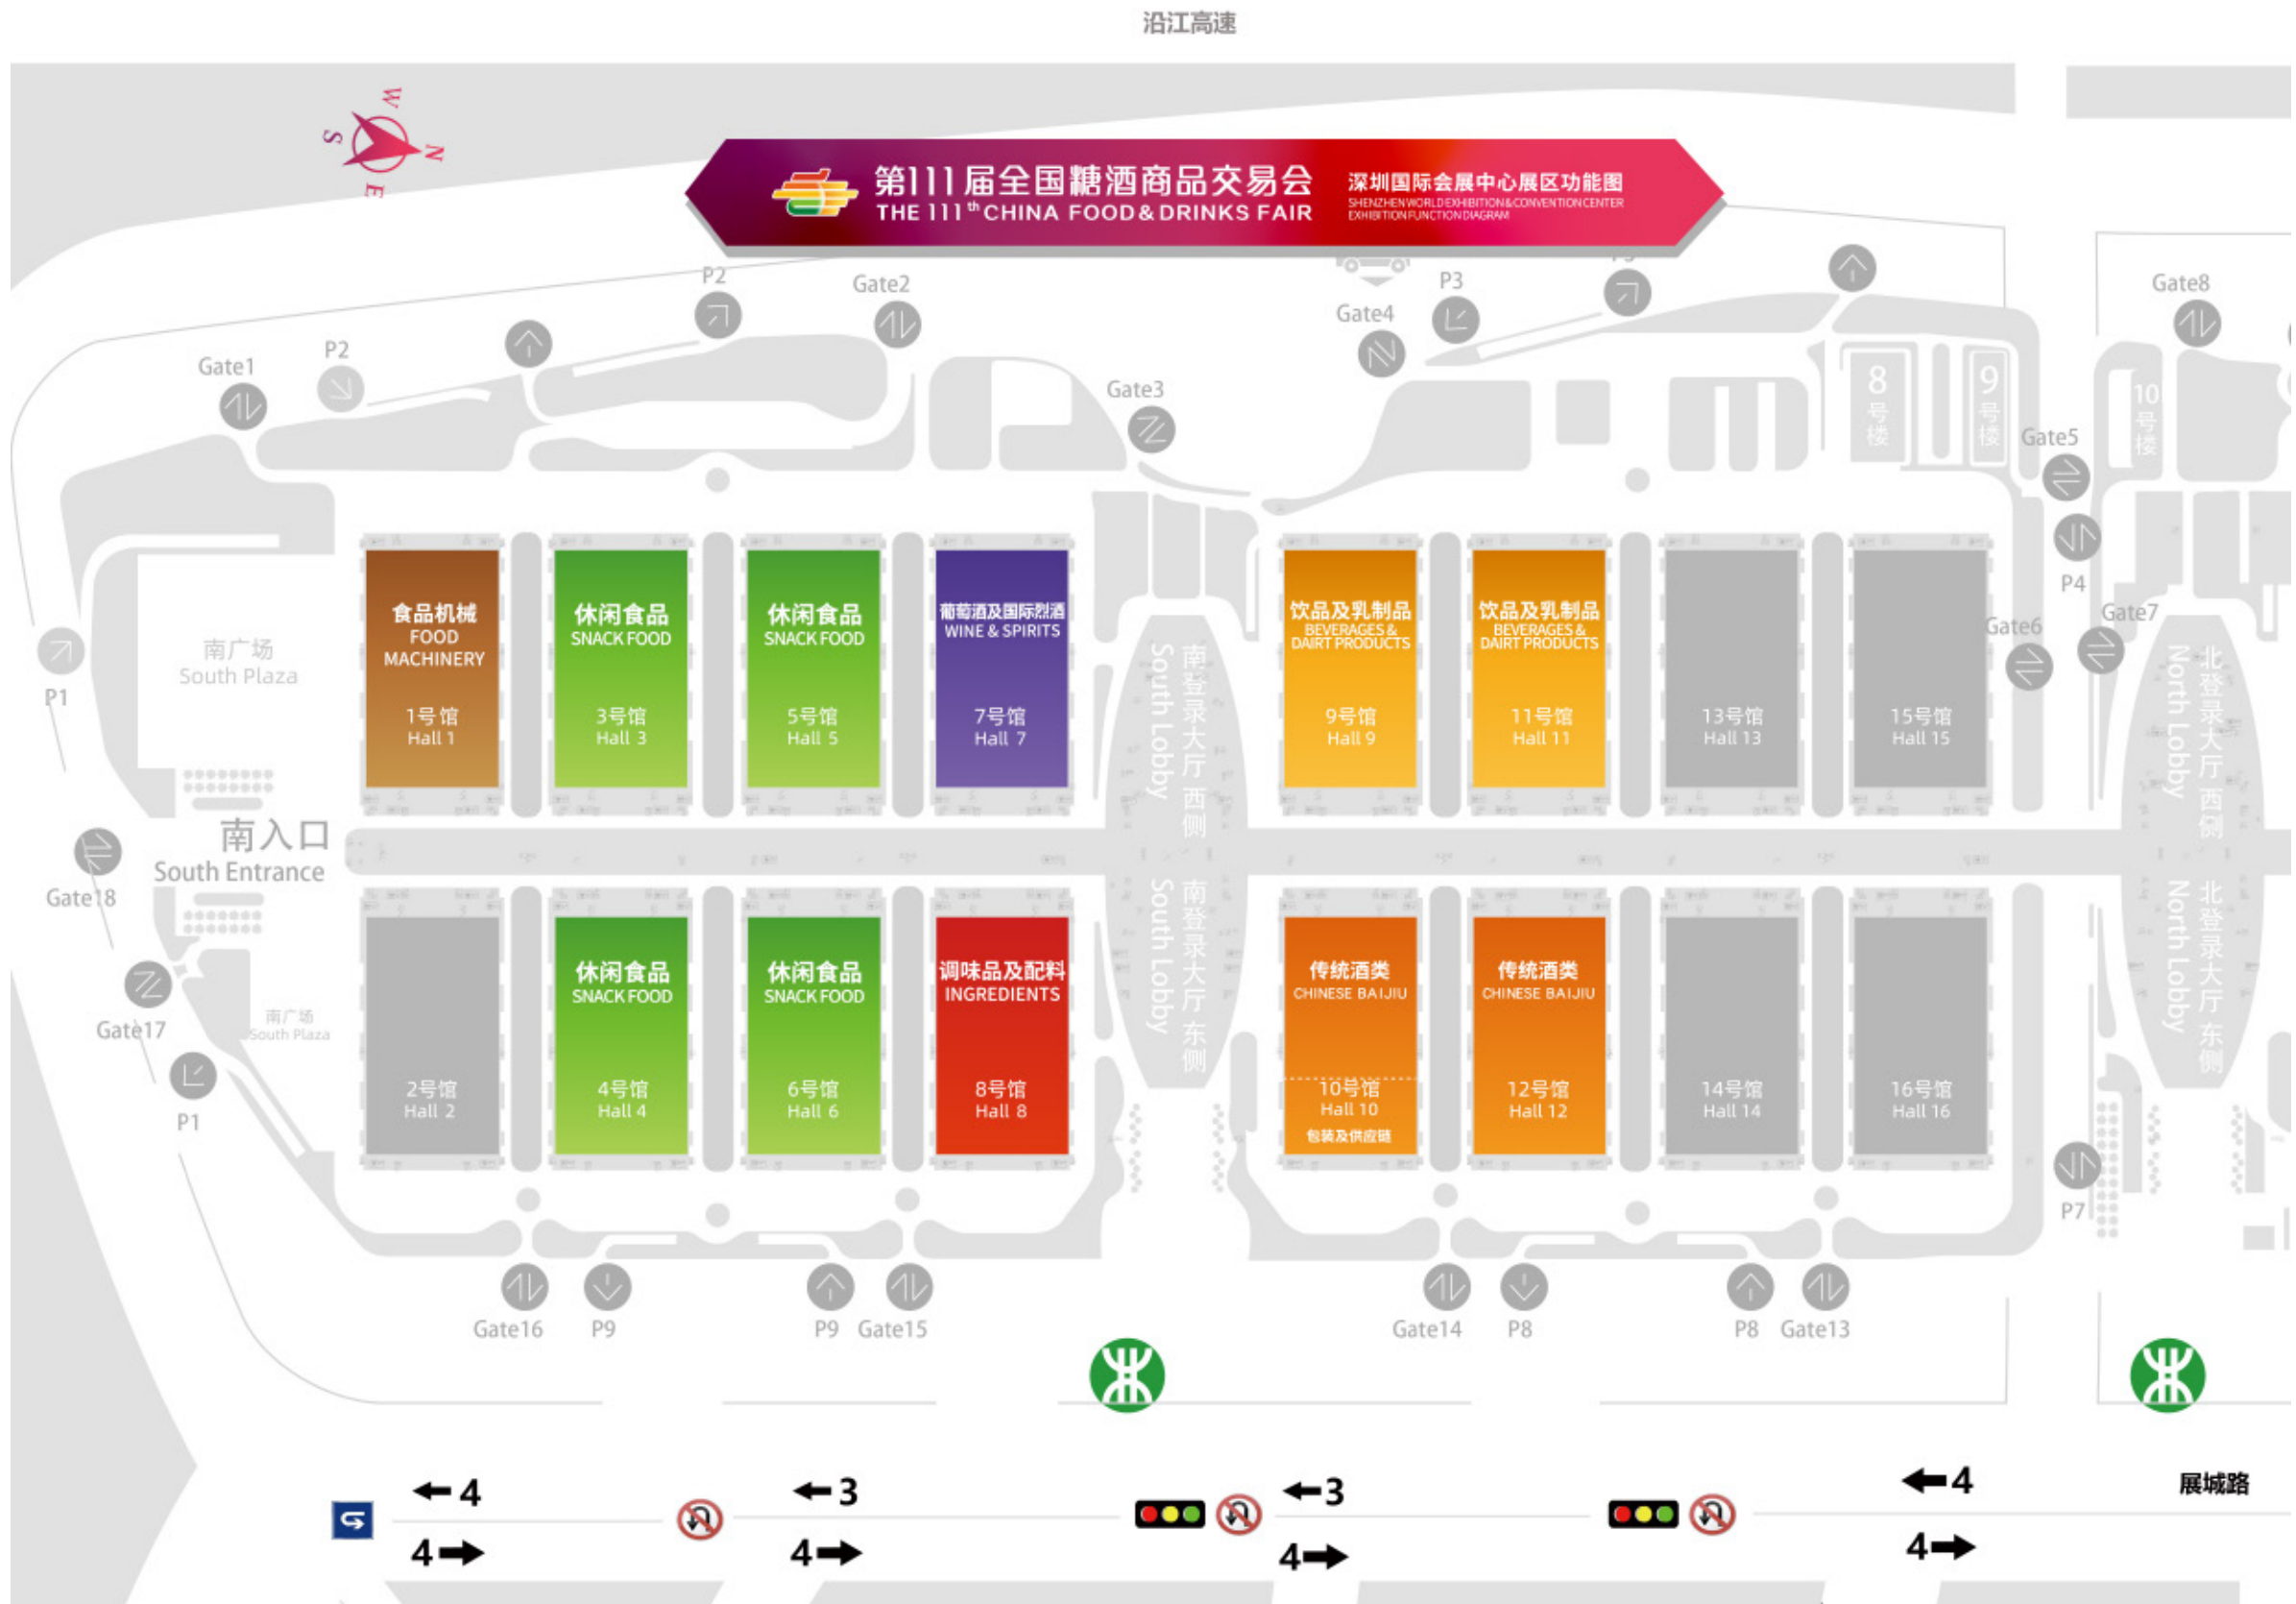 沿江高速
W
N
S
E
第111届全国糖酒商品交易会
THE 111th CHINA FOOD&DRINKS FAIR
深圳国际会展中心展区功能图
SHENZHEN WORLD EXHIBITION & CONVENTION CENTER
EXHIBITION FUNCTION DIAGRAM
P2
Gate2
P3
Gate4
Gate8
P2
Gate1
Gate3
8号楼
9号楼
10号楼
Gate5
P4
Gate6
Gate7
南广场
South Plaza
P1
食品机械
FOOD
MACHINERY
1号馆
Hall 1
休闲食品
SNACK FOOD
3号馆
Hall 3
休闲食品
SNACK FOOD
5号馆
Hall 5
葡萄酒及国际烈酒
WINE & SPIRITS
7号馆
Hall 7
南登录大厅 西侧
South Lobby
饮品及乳制品
BEVERAGES &
DAIRT PRODUCTS
9号馆
Hall 9
饮品及乳制品
BEVERAGES &
DAIRT PRODUCTS
11号馆
Hall 11
13号馆
Hall 13
15号馆
Hall 15
北登录大厅 西侧
North Lobby
南入口
South Entrance
Gate18
Gate17
P1
南广场
South Plaza
2号馆
Hall 2
休闲食品
SNACK FOOD
4号馆
Hall 4
休闲食品
SNACK FOOD
6号馆
Hall 6
调味品及配料
INGREDIENTS
8号馆
Hall 8
南登录大厅 东侧
South Lobby
传统酒类
CHINESE BAIJIU
10号馆
Hall 10
包装及供应链
传统酒类
CHINESE BAIJIU
12号馆
Hall 12
14号馆
Hall 14
16号馆
Hall 16
北登录大厅 东侧
North Lobby
P7
Gate16
P9
P9
Gate15
Gate14
P8
P8
Gate13
4
3
3
4
展城路
4
4
4
4